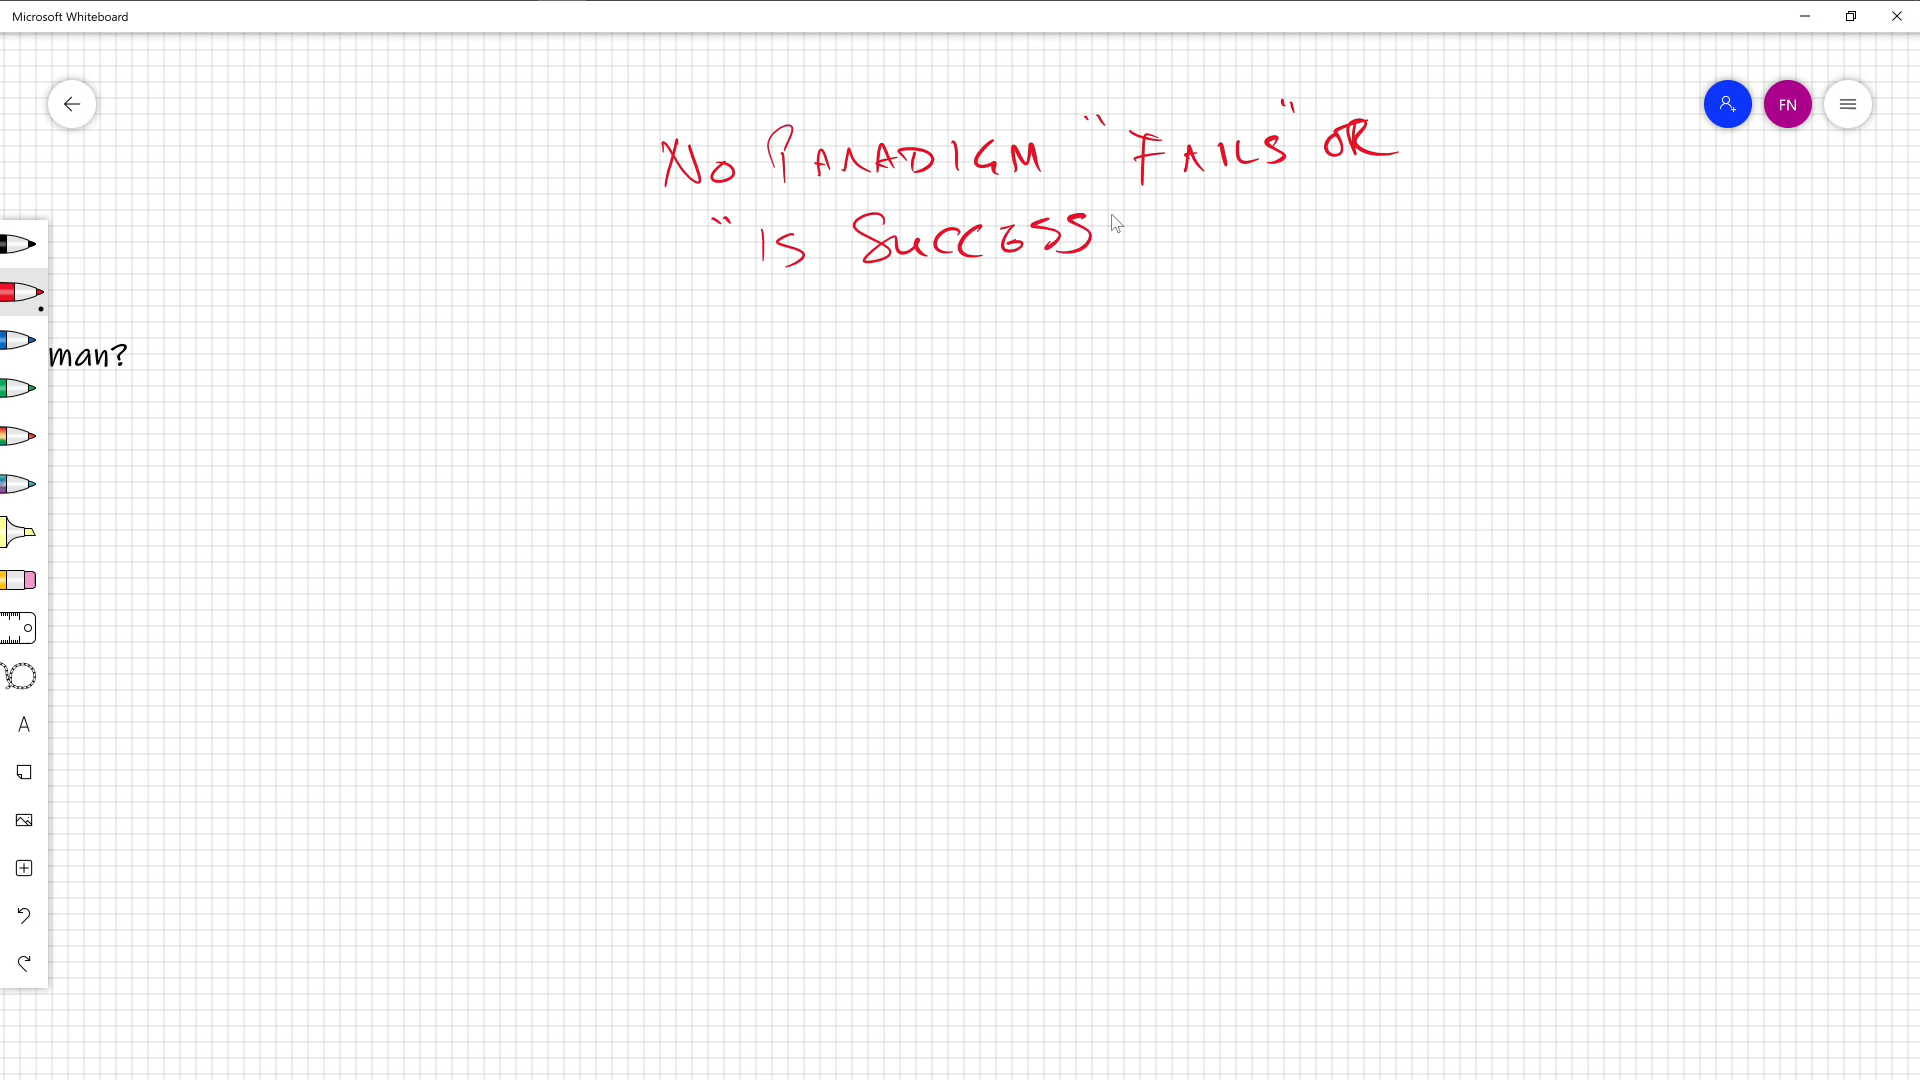 Microsoft Whiteboard
FN
NO PARADIGM "FAILS" OR
"IS SUCCESS
man?
A